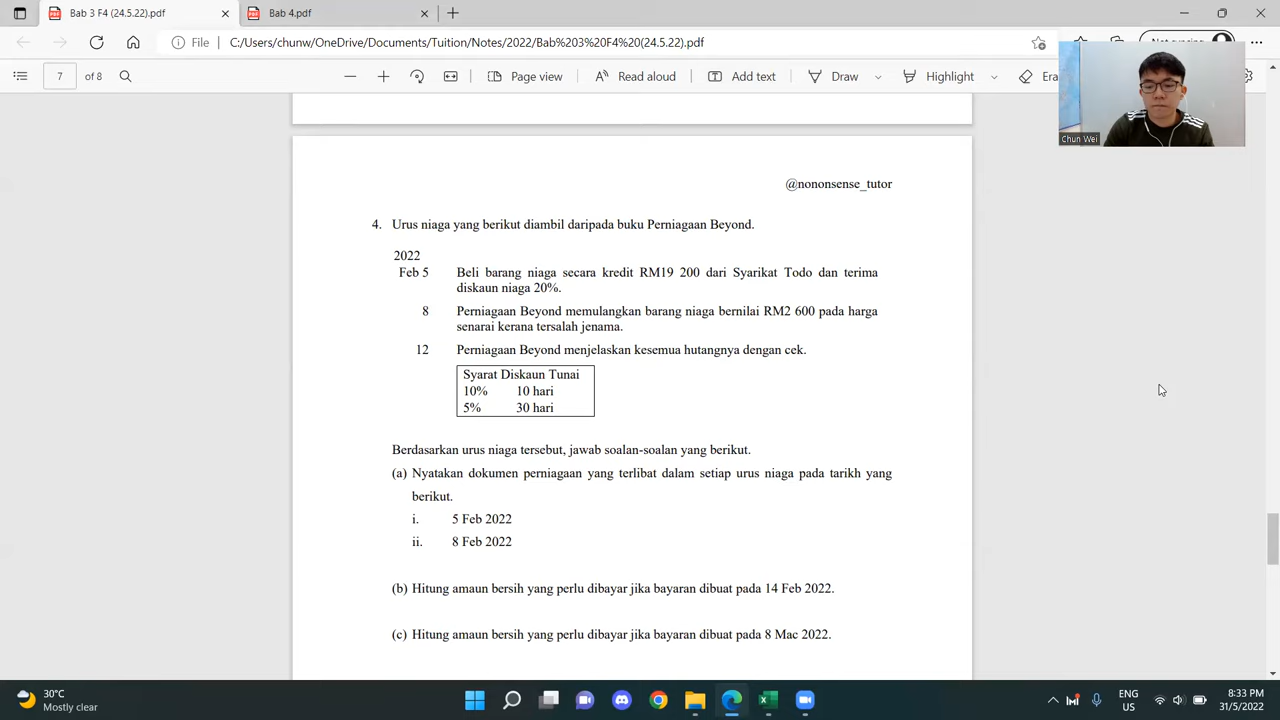 Bab 3 F4 (24.5.22).pdf
Bab 4.pdf
File
C:/Users/chunw/OneDrive/Documents/Tuition/Notes/2022/Bab%203%20F4%20(24.5.22).pdf
7 of 8
Page view
Read aloud
Add text
Draw
Highlight
Era
Chun Wei
@nononsense_tutor
4. Urus niaga yang berikut diambil daripada buku Perniagaan Beyond.
2022
Feb 5 Beli barang niaga secara kredit RM19 200 dari Syarikat Todo dan terima
diskaun niaga 20%.
8 Perniagaan Beyond memulangkan barang niaga bernilai RM2 600 pada harga
senarai kerana tersalah jenama.
12 Perniagaan Beyond menjelaskan kesemua hutangnya dengan cek.
Syarat Diskaun Tunai
10% 10 hari
5% 30 hari
Berdasarkan urus niaga tersebut, jawab soalan-soalan yang berikut.
(a) Nyatakan dokumen perniagaan yang terlibat dalam setiap urus niaga pada tarikh yang
berikut.
i. 5 Feb 2022
ii. 8 Feb 2022
(b) Hitung amaun bersih yang perlu dibayar jika bayaran dibuat pada 14 Feb 2022.
(c) Hitung amaun bersih yang perlu dibayar jika bayaran dibuat pada 8 Mac 2022.
30°C
Mostly clear
ENG
US
8:33 PM
31/5/2022